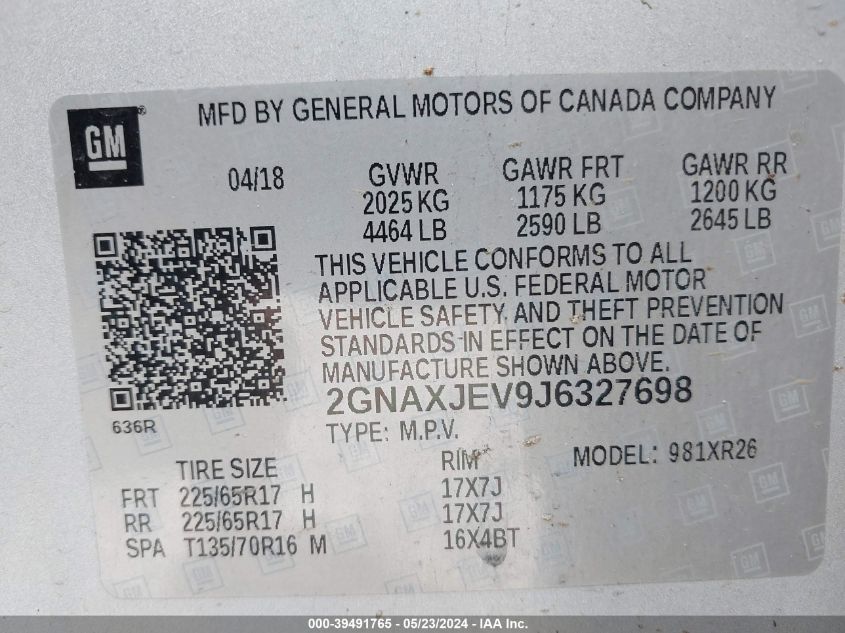 MFD BY GENERAL MOTORS OF CANADA COMPANY
GM
04/18 GVWR GAWR FRT GAWR RR
2025 KG 1175 KG 1200 KG
4464 LB 2590 LB 2645 LB
THIS VEHICLE CONFORMS TO ALL
APPLICABLE U.S. FEDERAL MOTOR
VEHICLE SAFETY AND THEFT PREVENTION
STANDARDS IN EFFECT ON THE DATE OF
MANUFACTURE SHOWN ABOVE.
2GNAXJEV9J6327698
636R
TYPE: M.P.V.
MODEL: 981XR26
TIRE SIZE RIM
FRT 225/65R17 H 17X7J
RR 225/65R17 H 17X7J
SPA T135/70R16 M 16X4BT
000-39491765 - 05/23/2024 - IAA Inc.